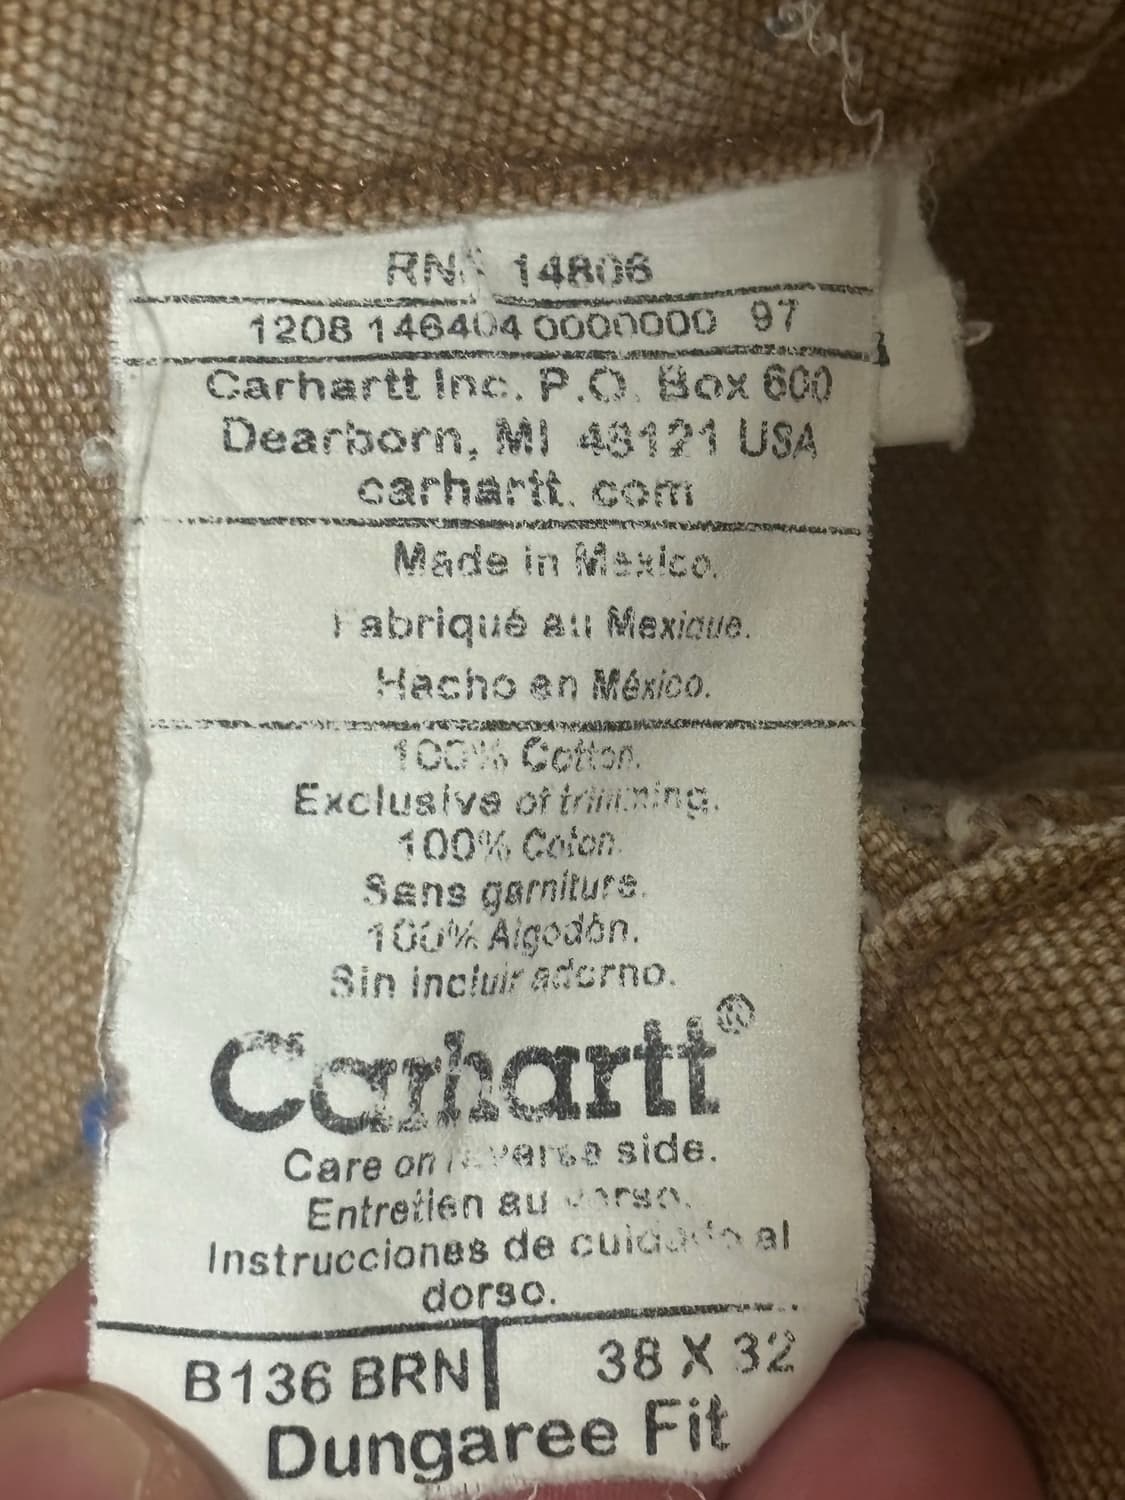 RN# 14806
1208 146404 0000000 97
Carhartt Inc. P.O. Box 600
Dearborn, MI 48121 USA
carhartt.com
Made in Mexico.
Fabriqué au Mexique.
Hecho en México.
100% Cotton.
Exclusive of trimming.
100% Coton.
Sans garniture.
100% Algodón.
Sin incluir adorno.
Carhartt®
Care on reverse side.
Entretien au verso.
Instrucciones de cuidado al
dorso.
B136 BRN 38 X 32
Dungaree Fit